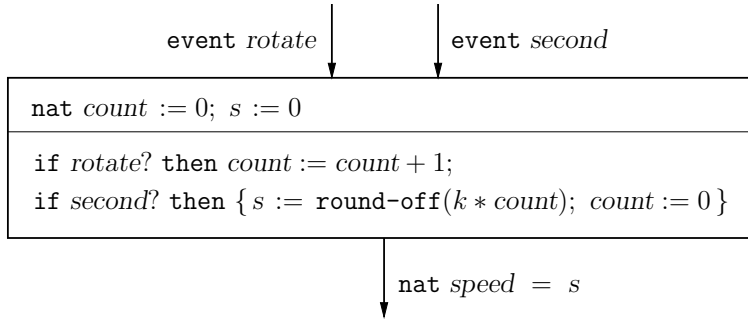 event rotate event second
nat count := 0; s := 0
if rotate? then count := count + 1;
if second? then { s := round-off(k * count); count := 0 }
nat speed = s